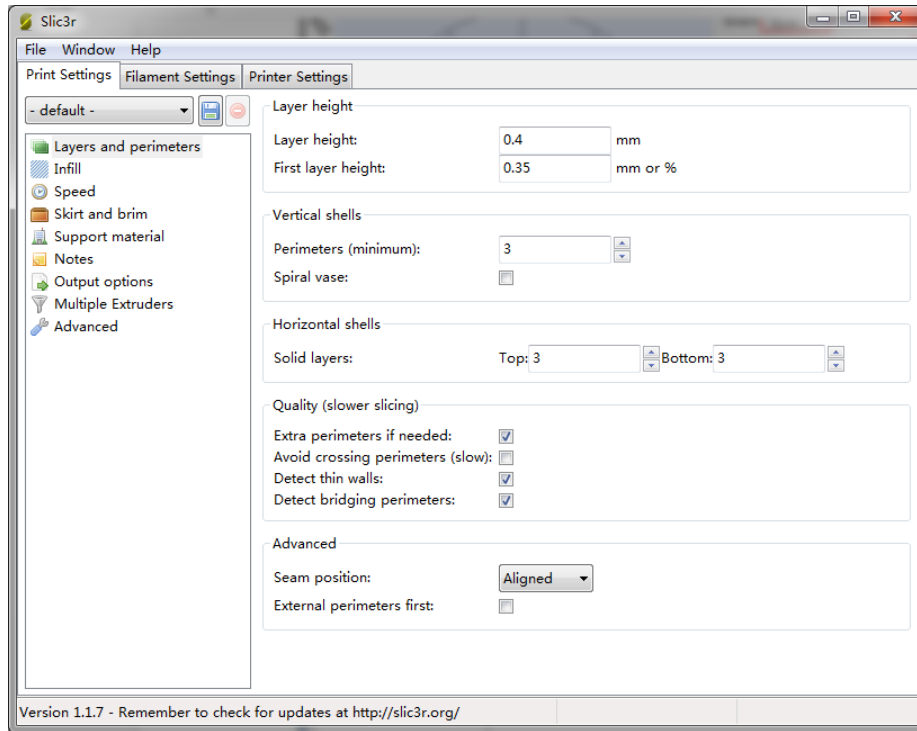 Slic3r
File Window Help
Print Settings Filament Settings Printer Settings
- default -
Layers and perimeters
Infill
Speed
Skirt and brim
Support material
Notes
Output options
Multiple Extruders
Advanced
Layer height
Layer height: 0.4 mm
First layer height: 0.35 mm or %
Vertical shells
Perimeters (minimum): 3
Spiral vase:
Horizontal shells
Solid layers: Top: 3 Bottom: 3
Quality (slower slicing)
Extra perimeters if needed:
Avoid crossing perimeters (slow):
Detect thin walls:
Detect bridging perimeters:
Advanced
Seam position: Aligned
External perimeters first:
Version 1.1.7 - Remember to check for updates at http://slic3r.org/